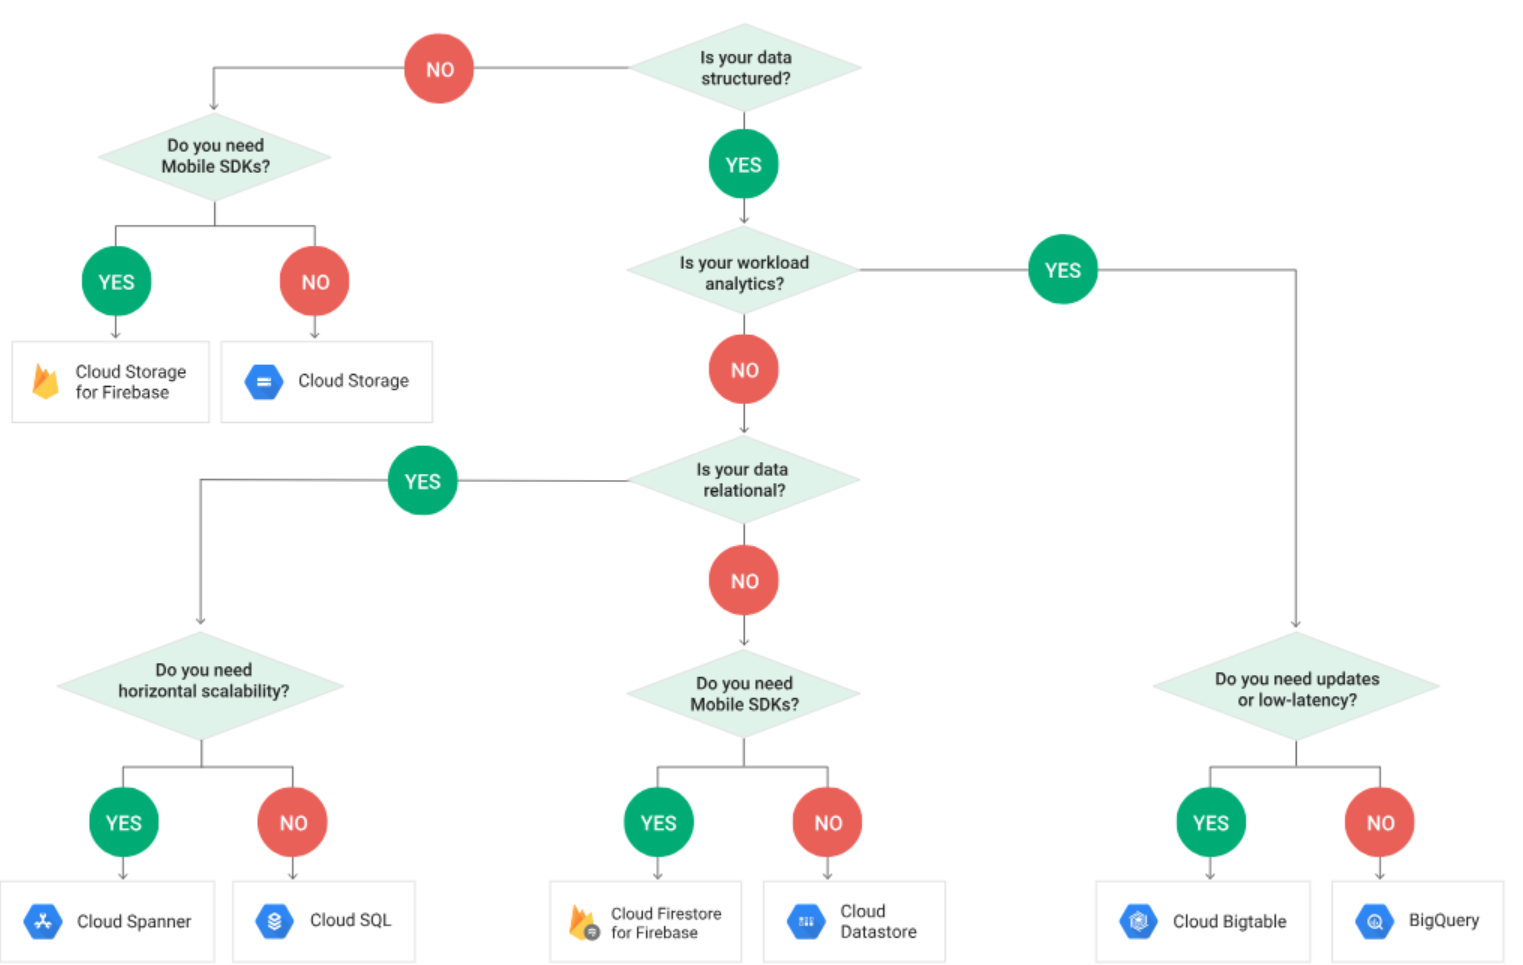 Is your data
structured?
NO
Do you need
Mobile SDKs?
YES
YES
NO
Cloud Storage
for Firebase
Cloud Storage
Is your workload
analytics?
YES
NO
Is your data
relational?
YES
NO
Do you need
horizontal scalability?
Do you need
Mobile SDKs?
Do you need updates
or low-latency?
YES
NO
YES
NO
YES
NO
Cloud Spanner
Cloud SQL
Cloud Firestore
for Firebase
Cloud
Datastore
Cloud Bigtable
BigQuery